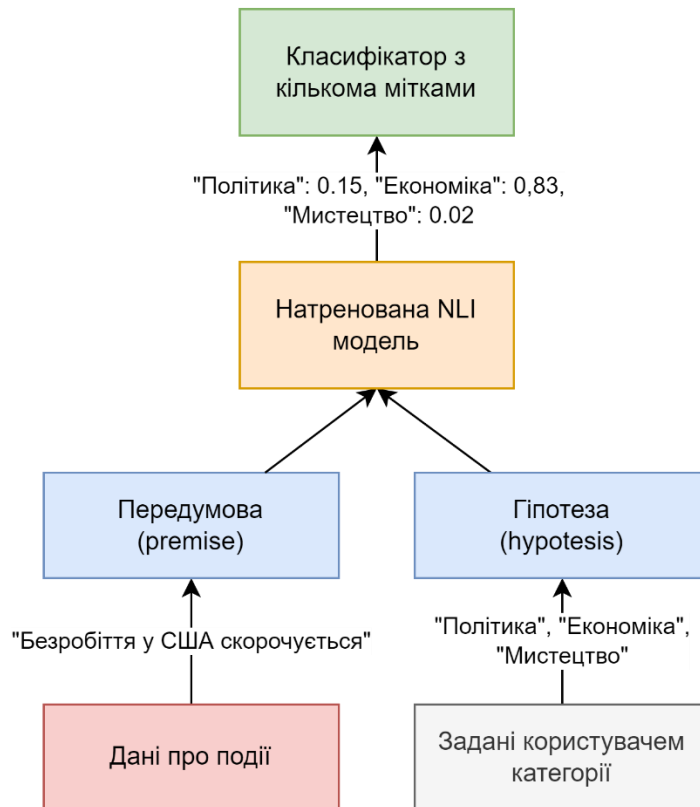 Класифікатор з
кількома мітками
"Політика": 0.15, "Економіка": 0,83,
"Мистецтво": 0.02
Натренована NLI
модель
Передумова
(premise)
Гіпотеза
(hypotesis)
"Безробіття у США скорочується"
"Політика", "Економіка",
"Мистецтво"
Дані про події
Задані користувачем
категорії